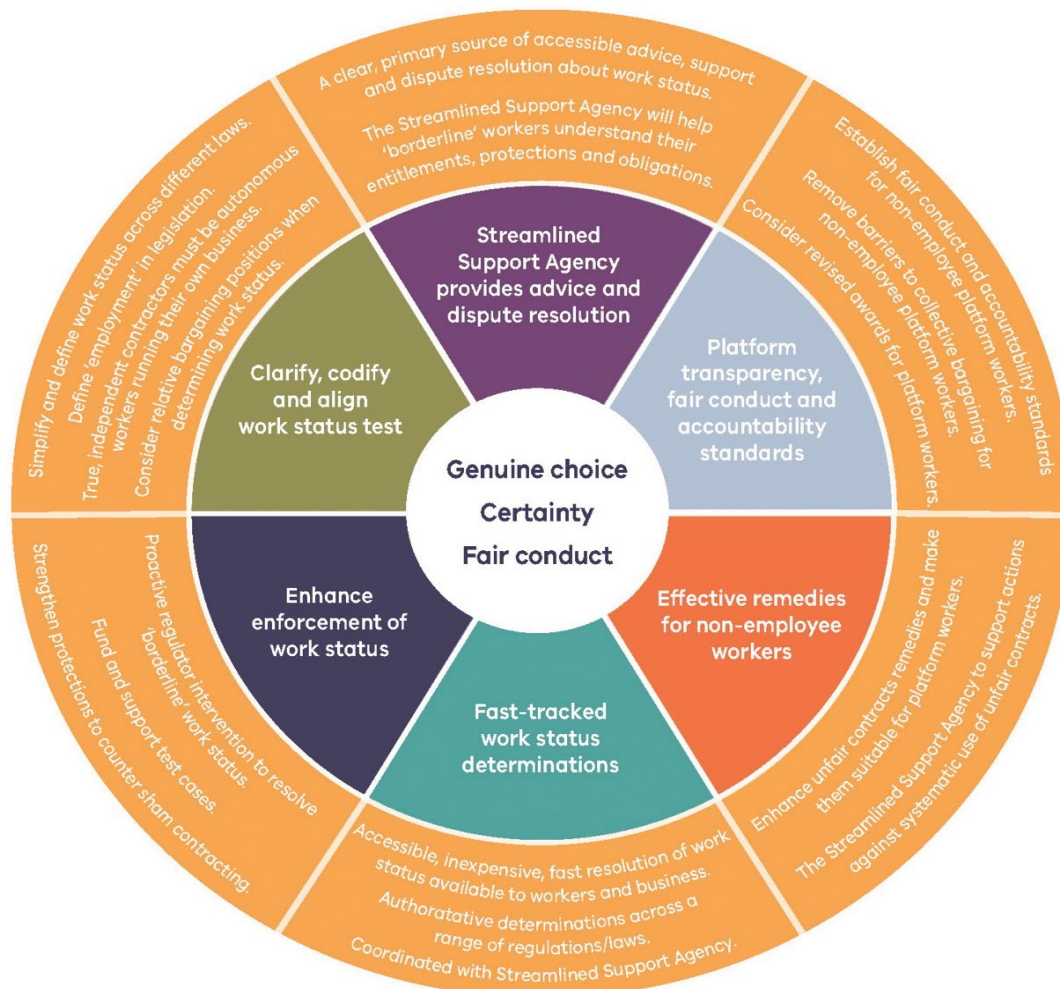 A clear, primary source of accessible advice, support
and dispute resolution about work status.
The Streamlined Support Agency will help
‘borderline’ workers understand their
entitlements, protections and obligations.
Streamlined
Support Agency
provides advice and
dispute resolution
Establish fair conduct and accountability standards
for non-employee platform workers.
Remove barriers to collective bargaining for
non-employee platform workers.
Consider revised awards for platform workers.
Platform
transparency,
fair conduct and
accountability
standards
Enhance unfair contracts remedies and make
them suitable for platform workers.
The Streamlined Support Agency to support actions
against systematic use of unfair contracts.
Effective remedies
for non-employee
workers
Accessible, inexpensive, fast resolution of work
status available to workers and business.
Authoratative determinations across a
range of regulations/laws.
Coordinated with Streamlined Support Agency.
Fast-tracked
work status
determinations
Proactive regulator intervention to resolve
‘borderline’ work status.
Fund and support test cases.
Strengthen protections to counter sham contracting.
Enhance
enforcement of
work status
Simplify and define work status across different laws.
Define ‘employment’ in legislation.
True, independent contractors must be autonomous
workers running their own business.
Consider relative bargaining positions when
determining work status.
Clarify, codify
and align
work status test
Genuine choice
Certainty
Fair conduct